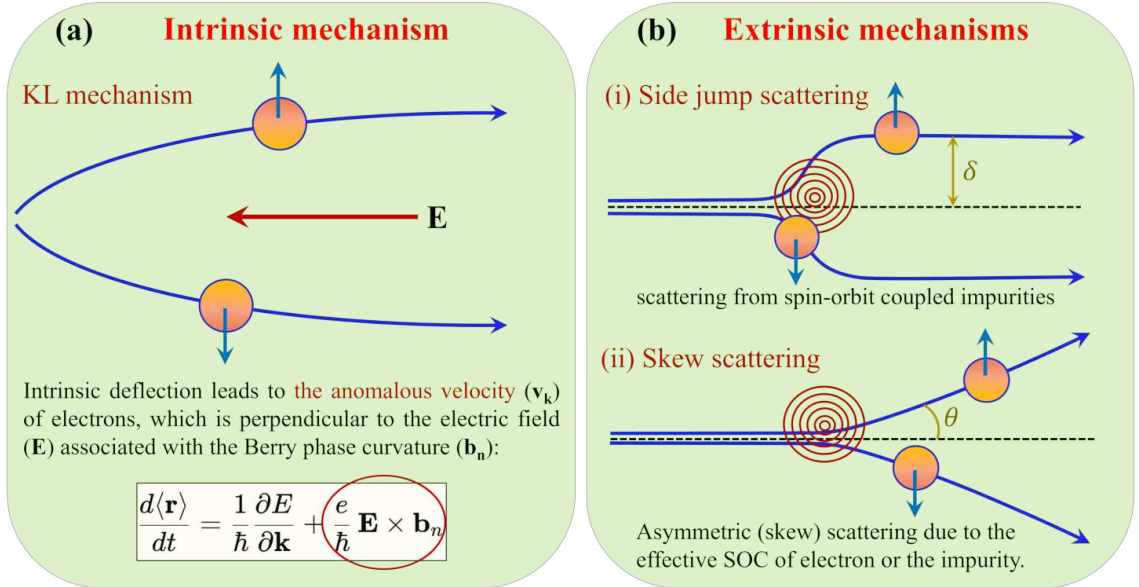 (a) Intrinsic mechanism
KL mechanism
E
Intrinsic deflection leads to the anomalous velocity (v_k)
of electrons, which is perpendicular to the electric field
(E) associated with the Berry phase curvature (b_n):
d⟨r⟩/dt = 1/ħ ∂E/∂k + e/ħ E × b_n
(b) Extrinsic mechanisms
(i) Side jump scattering
δ
scattering from spin-orbit coupled impurities
(ii) Skew scattering
θ
Asymmetric (skew) scattering due to the
effective SOC of electron or the impurity.